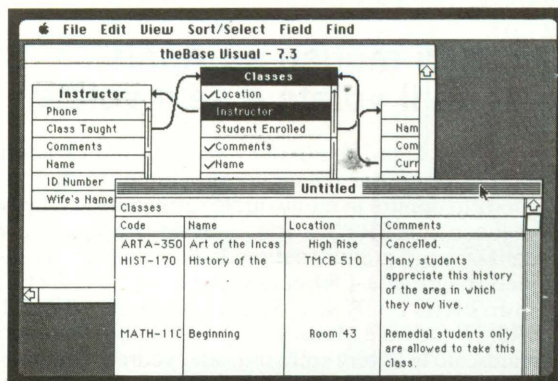 File Edit View Sort/Select Field Find
theBase Visual - 7.3
Instructor
Phone
Class Taught
Comments
Name
ID Number
Wife's Name
Classes
✓Location
Instructor
Student Enrolled
✓Comments
✓Name
Nam
Com
Curr
Untitled
Classes
Code Name Location Comments
ARTA-350 Art of the Incas High Rise Cancelled.
HIST-170 History of the TMCB 510 Many students
appreciate this history
of the area in which
they now live.
MATH-110 Beginning Room 43 Remedial students only
are allowed to take this
class.